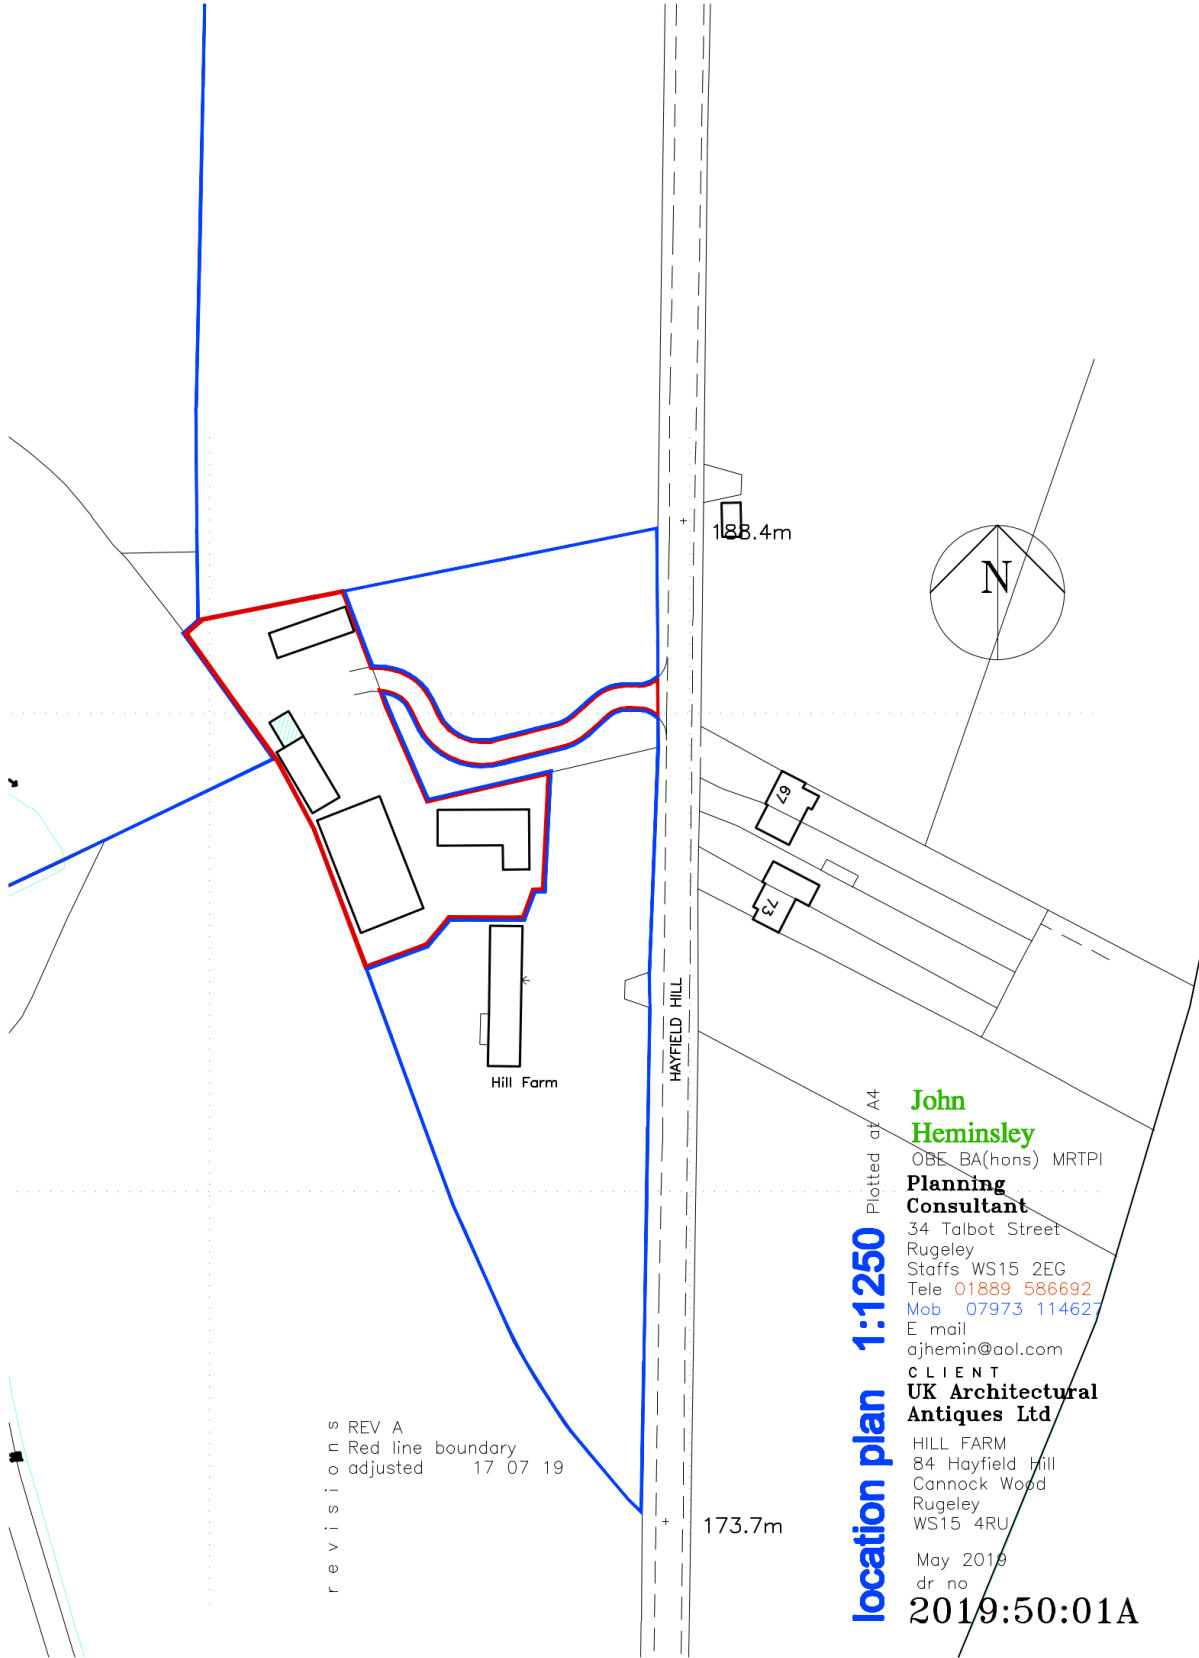 188.4m
N
67
73
HAYFIELD HILL
Hill Farm
Plotted at A4
location plan 1:1250
John
Heminsley
OBE BA(hons) MRTPI
Planning
Consultant
34 Talbot Street
Rugeley
Staffs WS15 2EG
Tele 01889 586692
Mob 07973 114627
E mail
ajhemin@aol.com
CLIENT
UK Architectural
Antiques Ltd
HILL FARM
84 Hayfield Hill
Cannock Wood
Rugeley
WS15 4RU
May 2019
dr no
2019:50:01A
revisions
REV A
Red line boundary
adjusted 17 07 19
173.7m